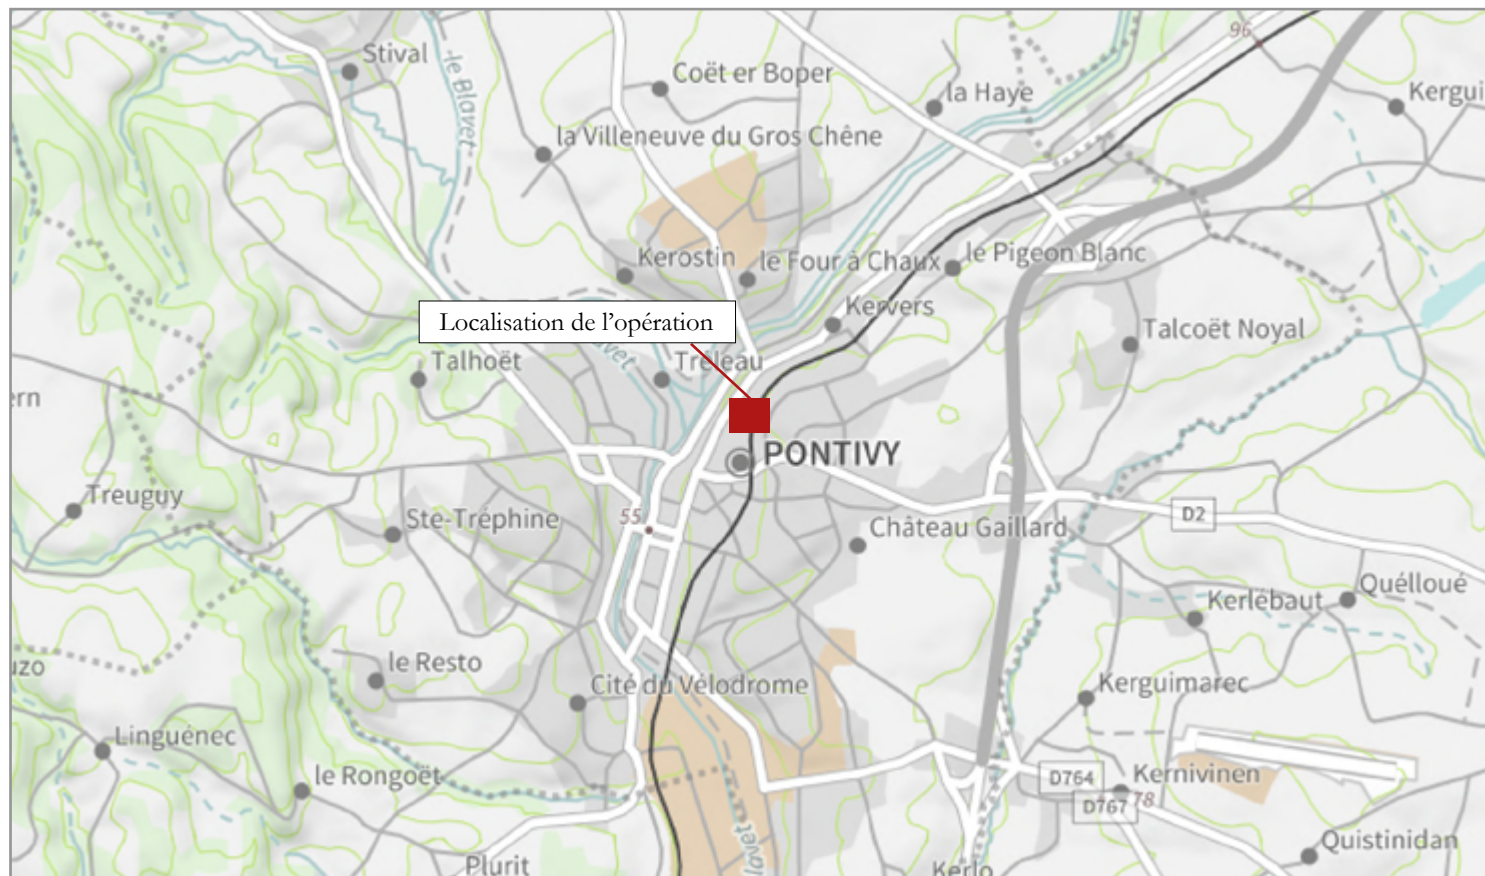 96
Stival
le Blavet
Coët er Boper
la Haye
Kergui
la Villeneuve du Gros Chêne
Kerostin
le Four à Chaux
le Pigeon Blanc
Localisation de l’opération
Kervers
Talcoët Noyal
Talhoët
avet
Tréleau
ern
PONTIVY
Treuguy
Ste-Tréphine
55
Château Gaillard
D2
Quélloué
Kerlébaut
uzo
le Resto
Cité du Vélodrome
Kerguimarec
Linguénec
le Rongoët
D764
Kernivinen
D767
78
lavet
Quistinidan
Plurit
Kerlo